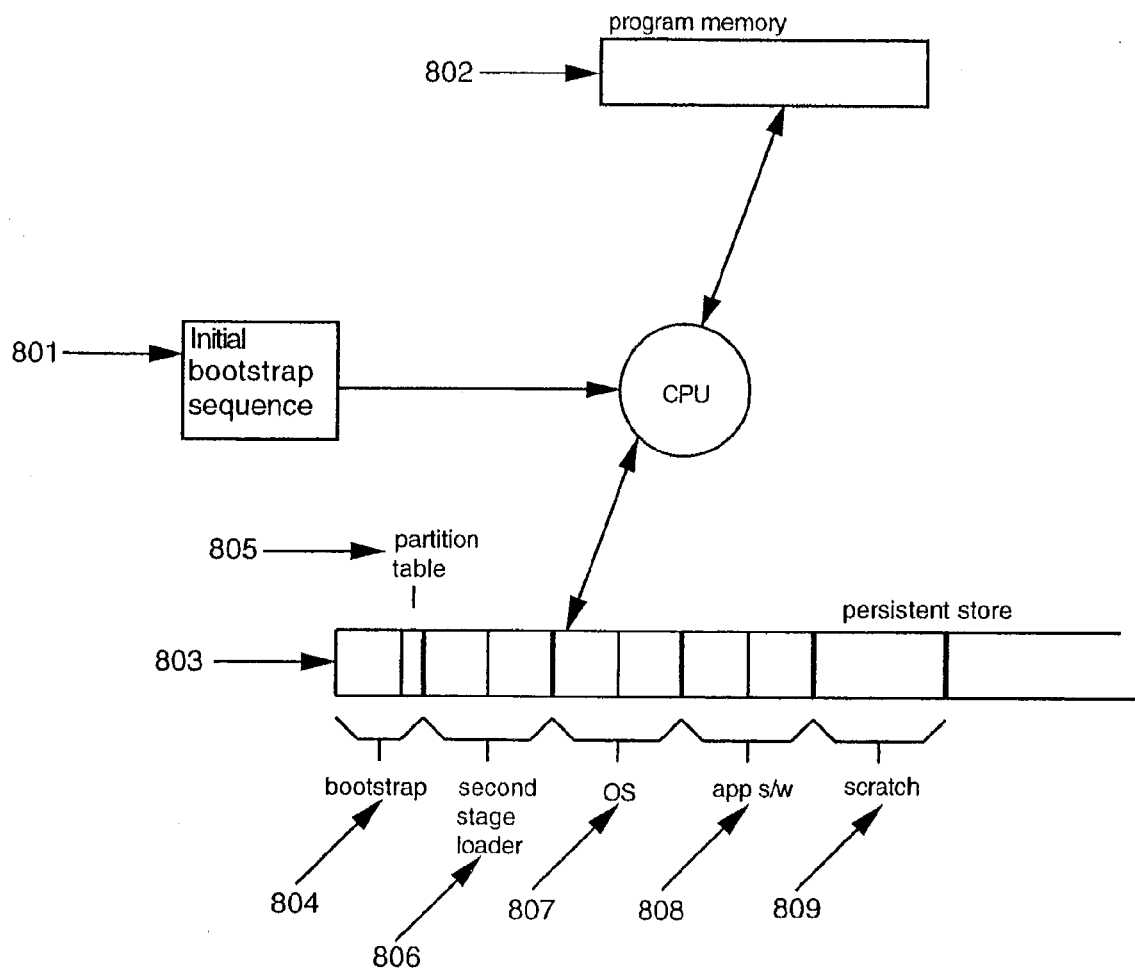 program memory
802
801
Initial
bootstrap
sequence
CPU
805
partition
table
persistent store
803
bootstrap
second
stage
loader
OS
app s/w
scratch
804
806
807
808
809